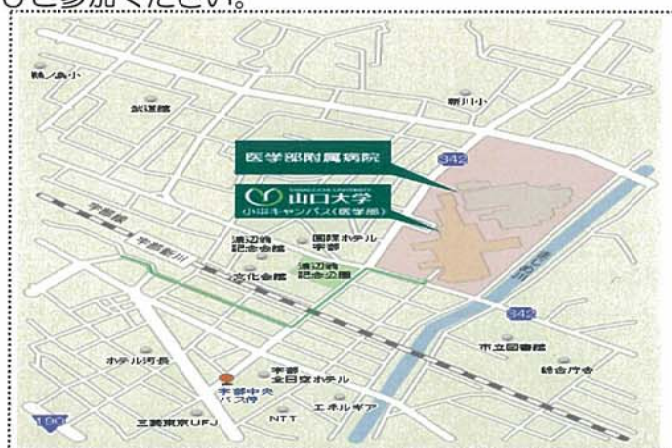 ひご参加ください。
鵜ノ島小
武道館
新川小
342
医学部附属病院
YAMAGUCHI UNIVERSITY
山口大学
小串キャンパス(医学部)
宇部線
宇部新川
渡辺翁
記念会館
国際ホテル
宇部
文化会館
渡辺翁
記念公園
342
市立図書館
総合庁舎
ホテル河長
宇部
全日空ホテル
宇部中央
バス停
エネルギア
190
三菱東京UFJ
NTT